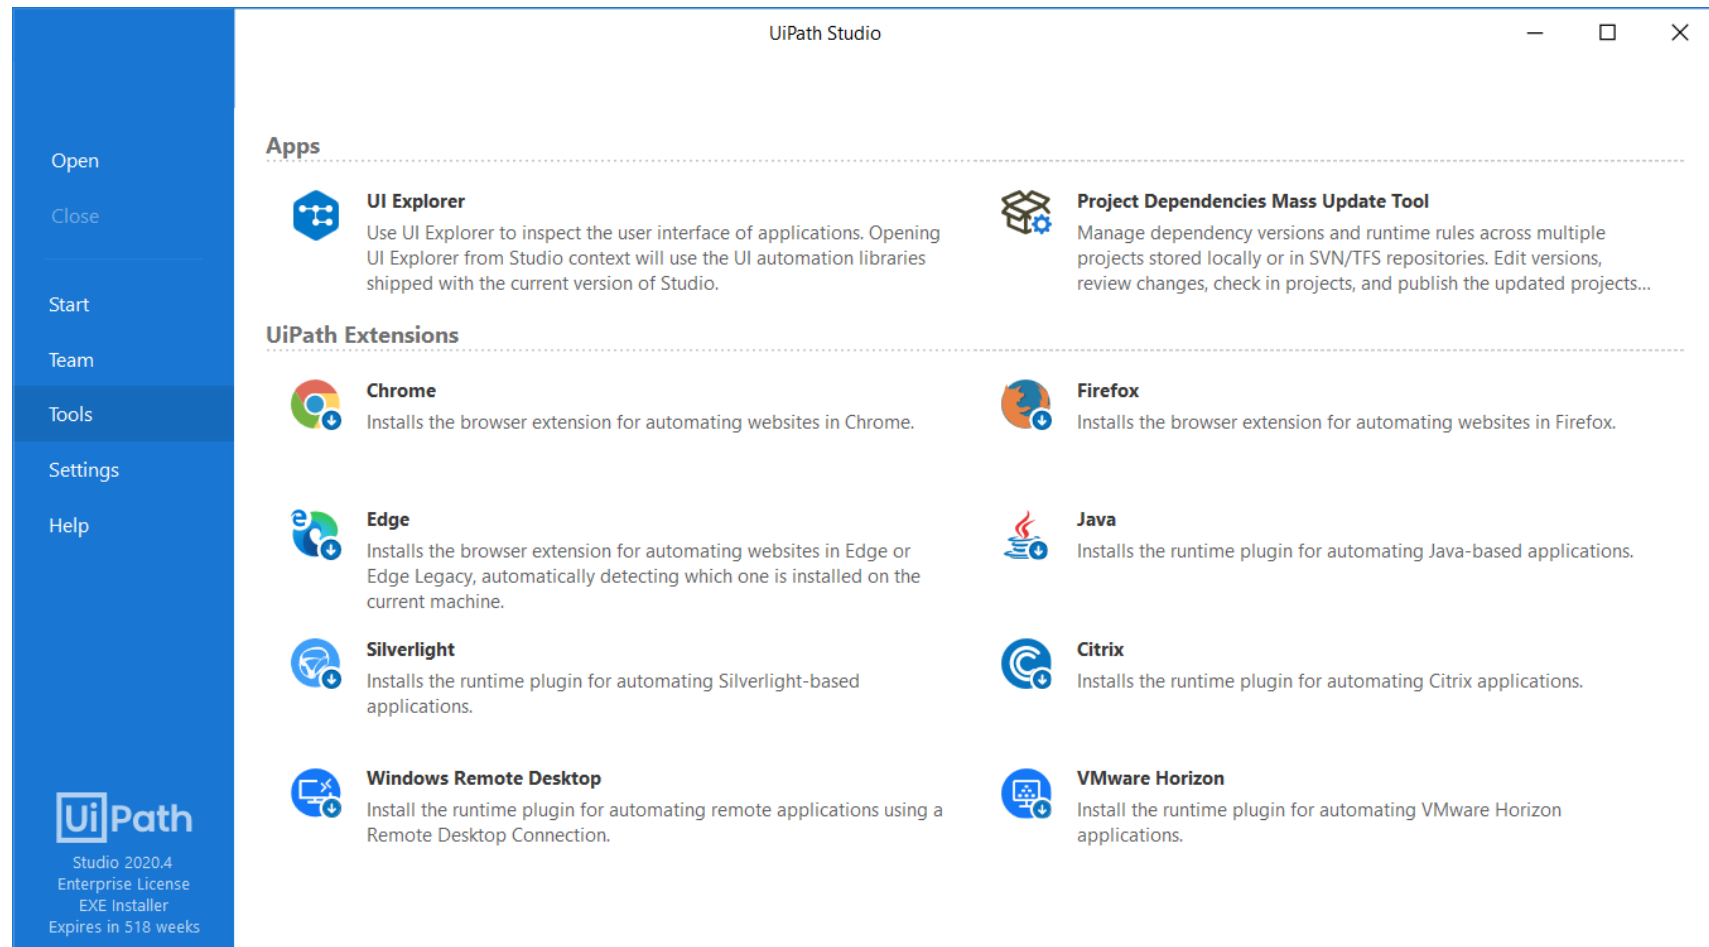 UiPath Studio
Open
Close
Start
Team
Tools
Settings
Help
UiPath
Studio 2020.4
Enterprise License
EXE Installer
Expires in 518 weeks
Apps
UI Explorer
Use UI Explorer to inspect the user interface of applications. Opening
UI Explorer from Studio context will use the UI automation libraries
shipped with the current version of Studio.
Project Dependencies Mass Update Tool
Manage dependency versions and runtime rules across multiple
projects stored locally or in SVN/TFS repositories. Edit versions,
review changes, check in projects, and publish the updated projects...
UiPath Extensions
Chrome
Installs the browser extension for automating websites in Chrome.
Firefox
Installs the browser extension for automating websites in Firefox.
Edge
Installs the browser extension for automating websites in Edge or
Edge Legacy, automatically detecting which one is installed on the
current machine.
Java
Installs the runtime plugin for automating Java-based applications.
Silverlight
Installs the runtime plugin for automating Silverlight-based
applications.
Citrix
Installs the runtime plugin for automating Citrix applications.
Windows Remote Desktop
Install the runtime plugin for automating remote applications using a
Remote Desktop Connection.
VMware Horizon
Install the runtime plugin for automating VMware Horizon
applications.